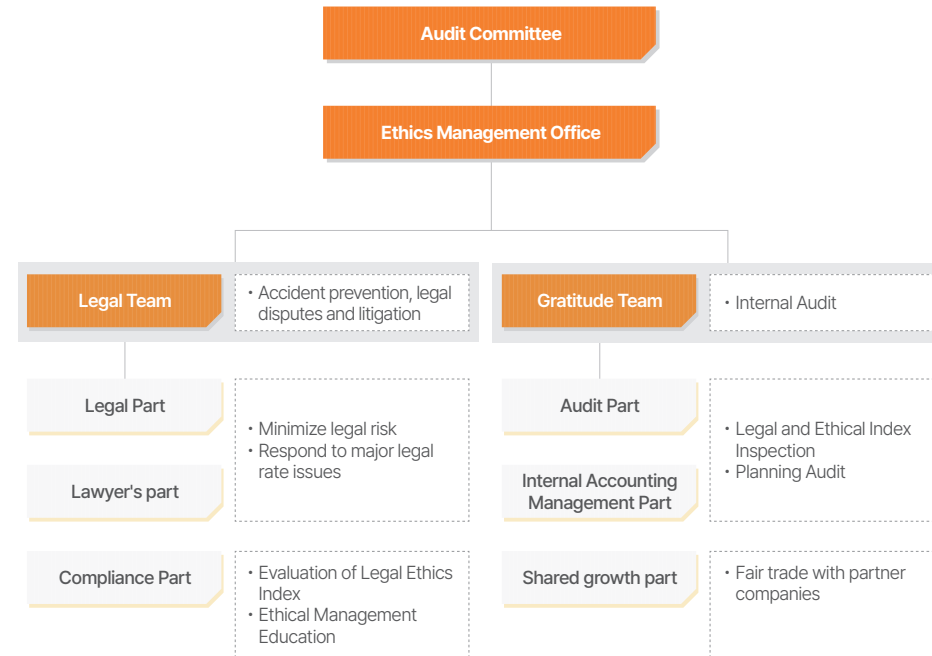 Audit Committee
Ethics Management Office
Legal Team
• Accident prevention, legal
disputes and litigation
Gratitude Team
• Internal Audit
Legal Part
Lawyer's part
• Minimize legal risk
• Respond to major legal
rate issues
Compliance Part
• Evaluation of Legal Ethics
Index
• Ethical Management
Education
Audit Part
Internal Accounting
Management Part
• Legal and Ethical Index
Inspection
• Planning Audit
Shared growth part
• Fair trade with partner
companies